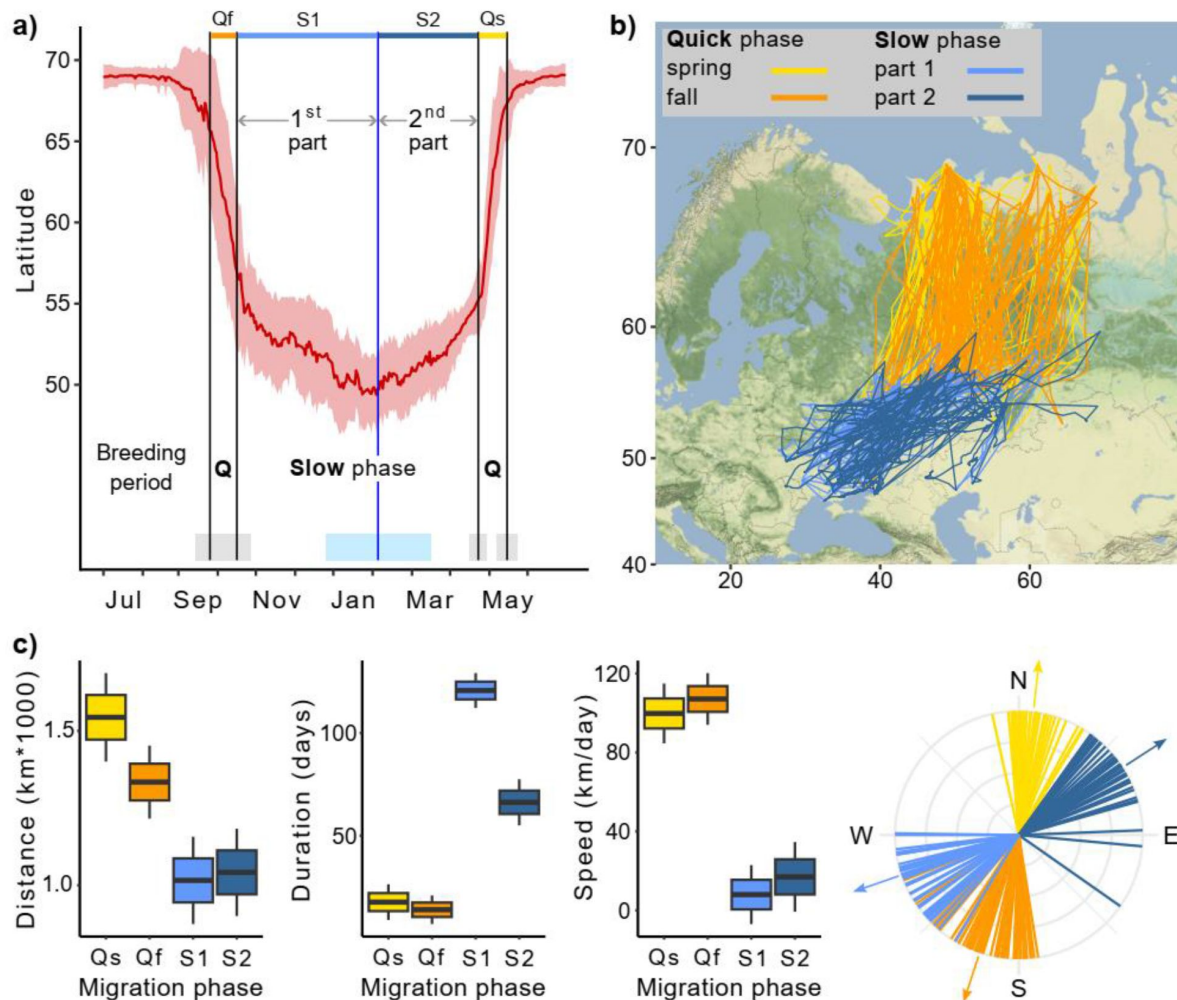 a)
Qf S1 S2 Qs
70
65
60
55
50
Latitude
1st
part
2nd
part
Breeding
period
Q
Slow phase
Q
Jul Sep Nov Jan Mar May
b)
Quick phase
spring
fall
Slow phase
part 1
part 2
70
60
50
40
20 40 60
c)
Distance (km*1000)
1.5
1.0
Qs Qf S1 S2
Migration phase
Duration (days)
100
50
Qs Qf S1 S2
Migration phase
Speed (km/day)
120
80
40
0
Qs Qf S1 S2
Migration phase
N
W
E
S